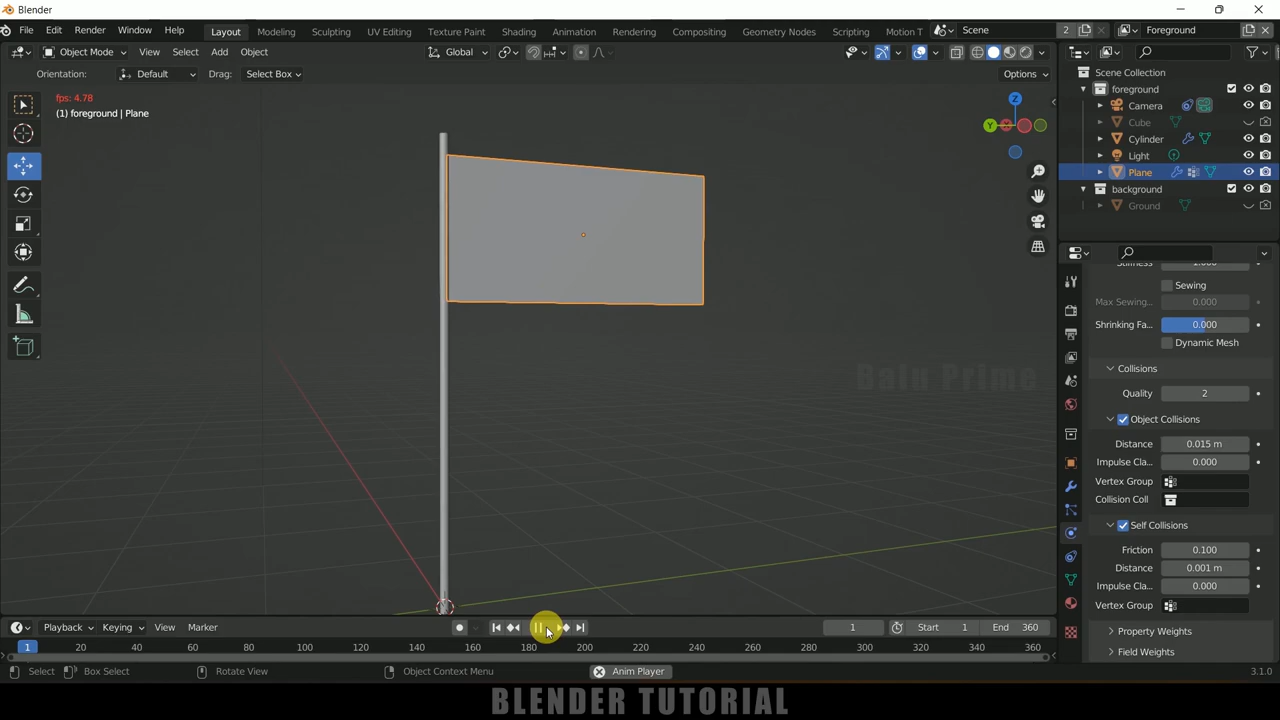 Blender
File Edit Render Window Help Layout Modeling Sculpting UV Editing Texture Paint Shading Animation Rendering Compositing Geometry Nodes Scripting Motion T Scene 2 Foreground
Object Mode View Select Add Object Global
Orientation: Default Drag: Select Box Options
fps: 4.78
(1) foreground | Plane
Z
Y
X
Scene Collection
foreground
Camera
Cube
Cylinder
Light
Plane
background
Ground
Stiffness 1.000
Sewing
Max Sewing... 0.000
Shrinking Fa... 0.000
Dynamic Mesh
Balu Prime
Collisions
Quality 2
Object Collisions
Distance 0.015 m
Impulse Cla... 0.000
Vertex Group
Collision Coll
Self Collisions
Friction 0.100
Distance 0.001 m
Impulse Cla... 0.000
Vertex Group
Property Weights
Field Weights
Playback Keying View Marker 1 Start 1 End 360
1 20 40 60 80 100 120 140 160 180 200 220 240 260 280 300 320 340 360
Select Box Select Rotate View Object Context Menu Anim Player 3.1.0
BLENDER TUTORIAL